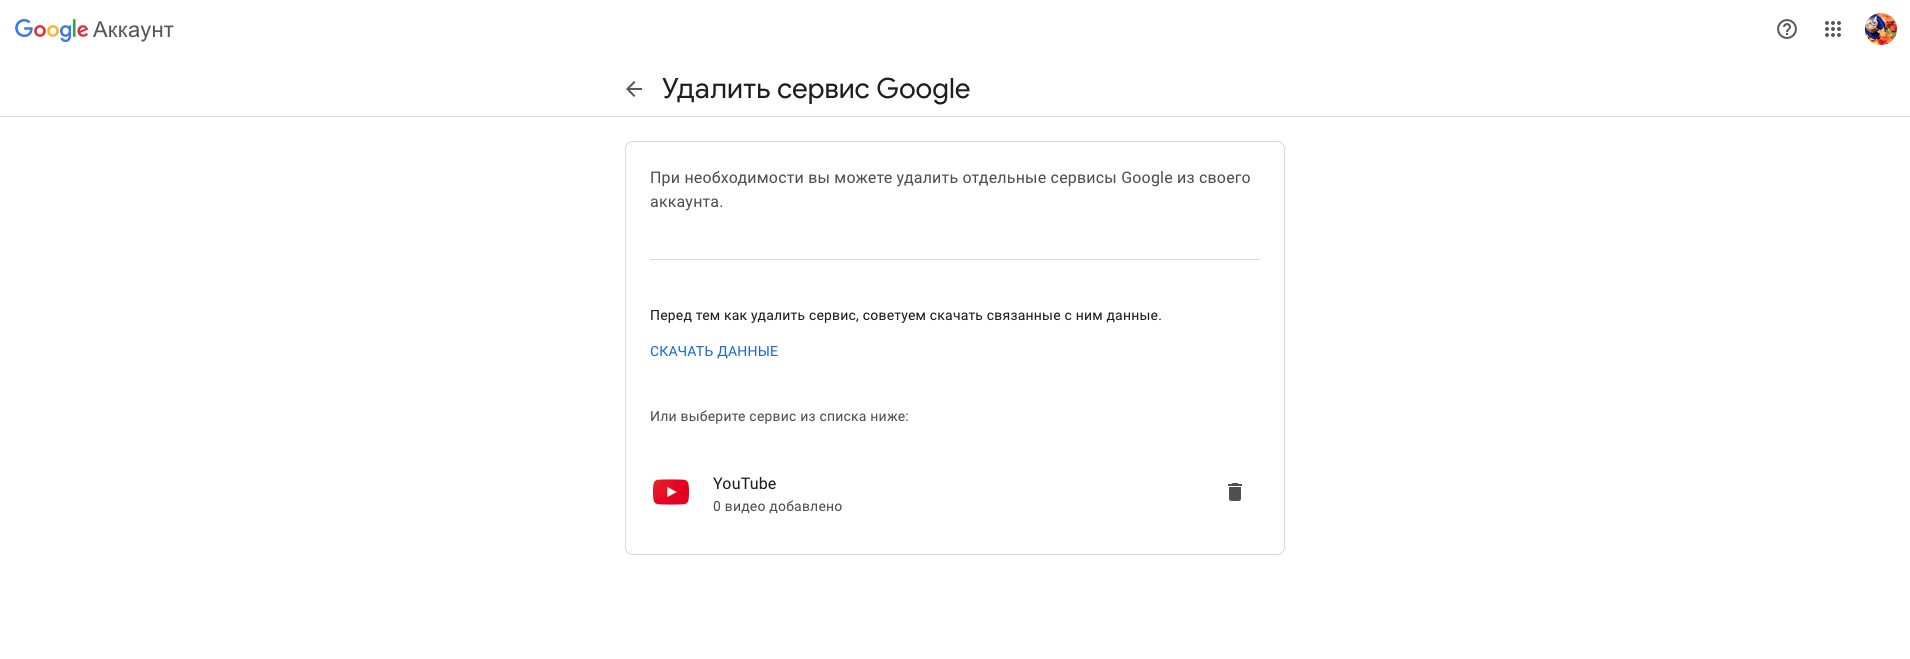 Google Аккаунт
Удалить сервис Google
При необходимости вы можете удалить отдельные сервисы Google из своего
аккаунта.
Перед тем как удалить сервис, советуем скачать связанные с ним данные.
СКАЧАТЬ ДАННЫЕ
Или выберите сервис из списка ниже:
YouTube
0 видео добавлено